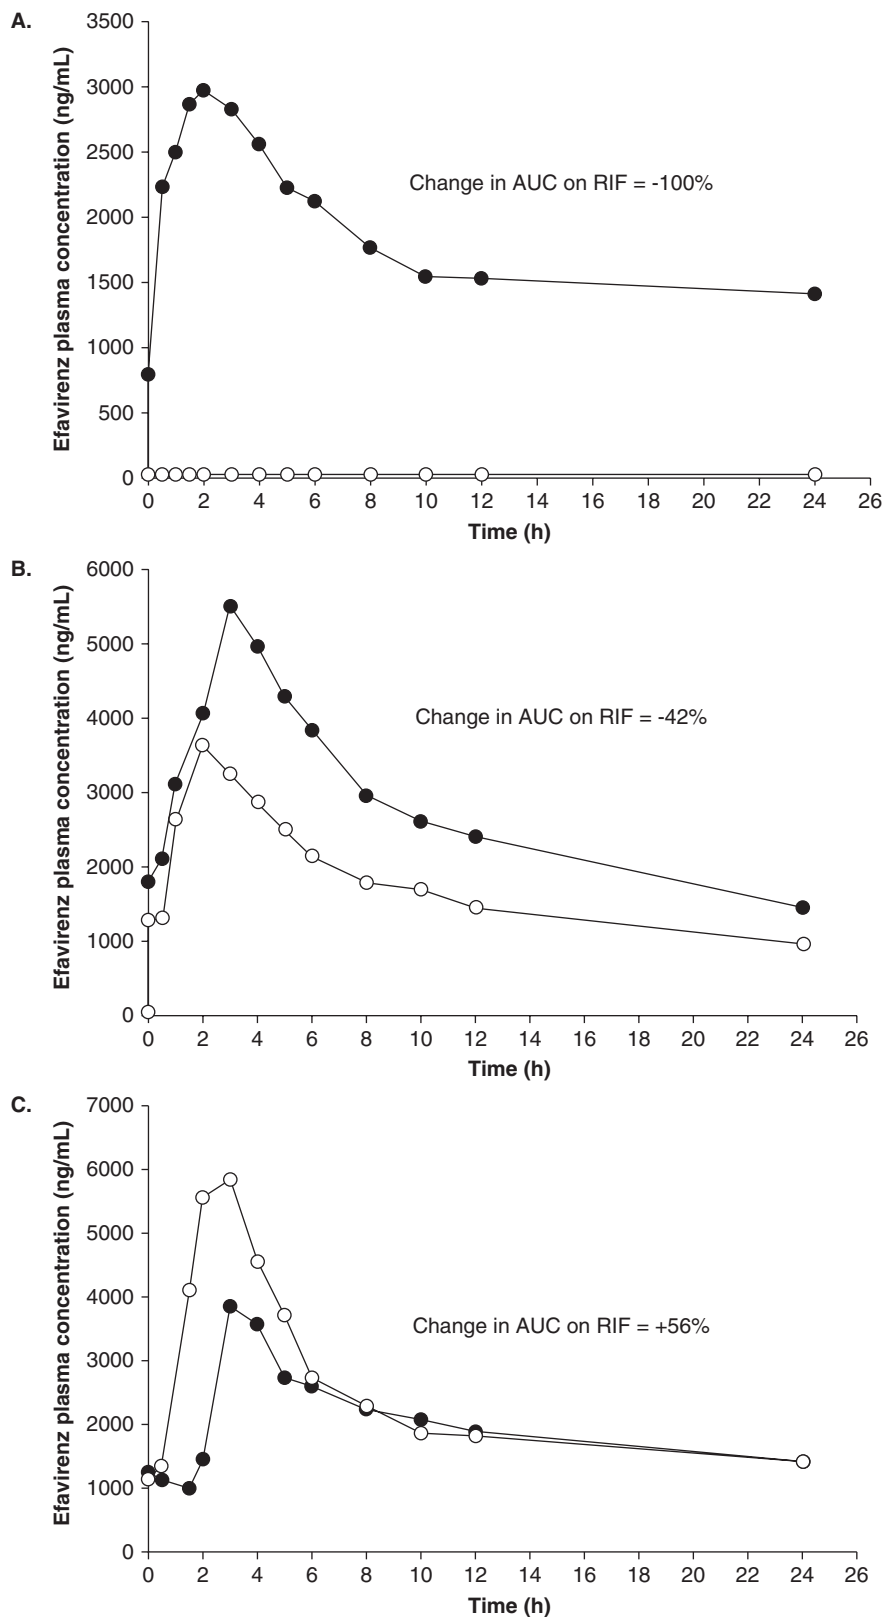 A.
Efavirenz plasma concentration (ng/mL)
3500
3000
2500
2000
1500
1000
500
0
Change in AUC on RIF = -100%
0 2 4 6 8 10 12 14 16 18 20 22 24 26
Time (h)
B.
Efavirenz plasma concentration (ng/mL)
6000
5000
4000
3000
2000
1000
0
Change in AUC on RIF = -42%
0 2 4 6 8 10 12 14 16 18 20 22 24 26
Time (h)
C.
Efavirenz plasma concentration (ng/mL)
7000
6000
5000
4000
3000
2000
1000
0
Change in AUC on RIF = +56%
0 2 4 6 8 10 12 14 16 18 20 22 24 26
Time (h)